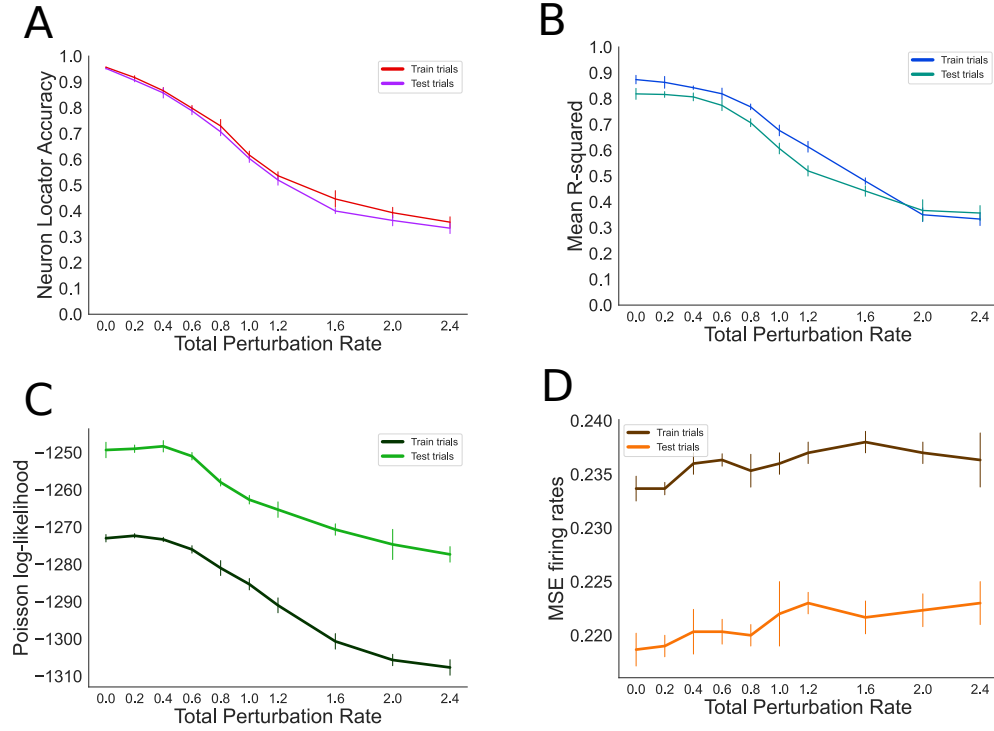 A
Neuron Locator Accuracy
1.0
0.9
0.8
0.7
0.6
0.5
0.4
0.3
0.2
0.1
0.0
Train trials
Test trials
0.0 0.2 0.4 0.6 0.8 1.0 1.2 1.6 2.0 2.4
Total Perturbation Rate
B
Mean R-squared
1.0
0.9
0.8
0.7
0.6
0.5
0.4
0.3
0.2
0.1
0.0
Train trials
Test trials
0.0 0.2 0.4 0.6 0.8 1.0 1.2 1.6 2.0 2.4
Total Perturbation Rate
C
Poisson log-likelihood
−1250
−1260
−1270
−1280
−1290
−1300
−1310
Train trials
Test trials
0.0 0.2 0.4 0.6 0.8 1.0 1.2 1.6 2.0 2.4
Total Perturbation Rate
D
MSE firing rates
0.240
0.235
0.230
0.225
0.220
Train trials
Test trials
0.0 0.2 0.4 0.6 0.8 1.0 1.2 1.6 2.0 2.4
Total Perturbation Rate